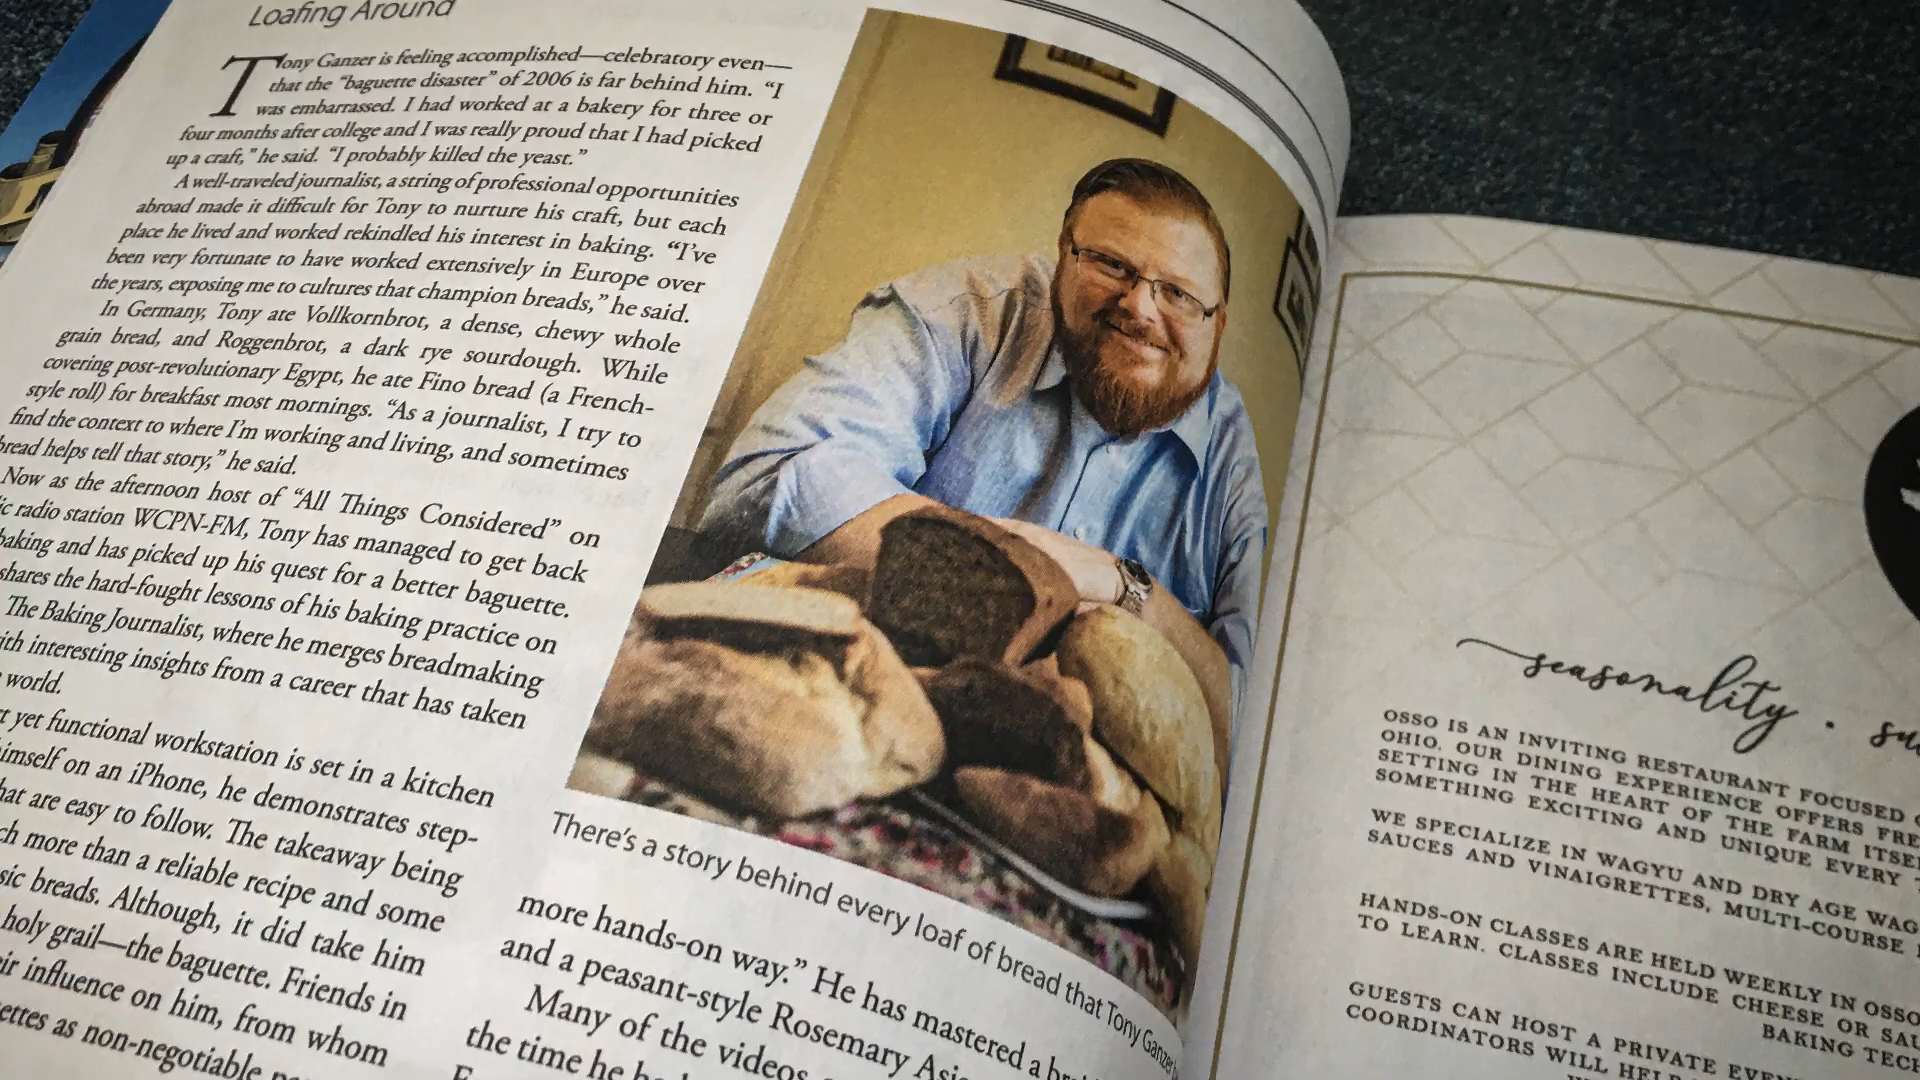 Loafing Around
Tony Ganzer is feeling accomplished—celebratory even—
that the "baguette disaster" of 2006 is far behind him. "I
was embarrassed. I had worked at a bakery for three or
four months after college and I was really proud that I had picked
up a craft," he said. "I probably killed the yeast."
A well-traveled journalist, a string of professional opportunities
abroad made it difficult for Tony to nurture his craft, but each
place he lived and worked rekindled his interest in baking. "I've
been very fortunate to have worked extensively in Europe over
the years, exposing me to cultures that champion breads," he said.
In Germany, Tony ate Vollkornbrot, a dense, chewy whole
grain bread, and Roggenbrot, a dark rye sourdough. While
covering post-revolutionary Egypt, he ate Fino bread (a French-
style roll) for breakfast most mornings. "As a journalist, I try to
find the context to where I'm working and living, and sometimes
bread helps tell that story," he said.
Now as the afternoon host of "All Things Considered" on
ic radio station WCPN-FM, Tony has managed to get back
baking and has picked up his quest for a better baguette.
shares the hard-fought lessons of his baking practice on
The Baking Journalist, where he merges breadmaking
ith interesting insights from a career that has taken
world.
t yet functional workstation is set in a kitchen
imself on an iPhone, he demonstrates step-
hat are easy to follow. The takeaway being
ch more than a reliable recipe and some
sic breads. Although, it did take him
holy grail—the baguette. Friends in
ir influence on him, from whom
ettes as non-negotiable
There's a story behind every loaf of bread that Tony Ganzer
more hands-on way." He has mastered a
and a peasant-style Rosemary
Many of the videos
the time he
seasonality .
OSSO IS AN INVITING RESTAURANT FOCUSED
OHIO. OUR DINING EXPERIENCE OFFERS
SETTING IN THE HEART OF THE FARM
SOMETHING EXCITING AND UNIQUE EVERY
WE SPECIALIZE IN WAGYU AND DRY AGE
SAUCES AND VINAIGRETTES, MULTI-COURSE
HANDS-ON CLASSES ARE HELD WEEKLY IN OSSO
TO LEARN. CLASSES INCLUDE CHEESE OR
BAKING
GUESTS CAN HOST A PRIVATE
COORDINATORS WILL